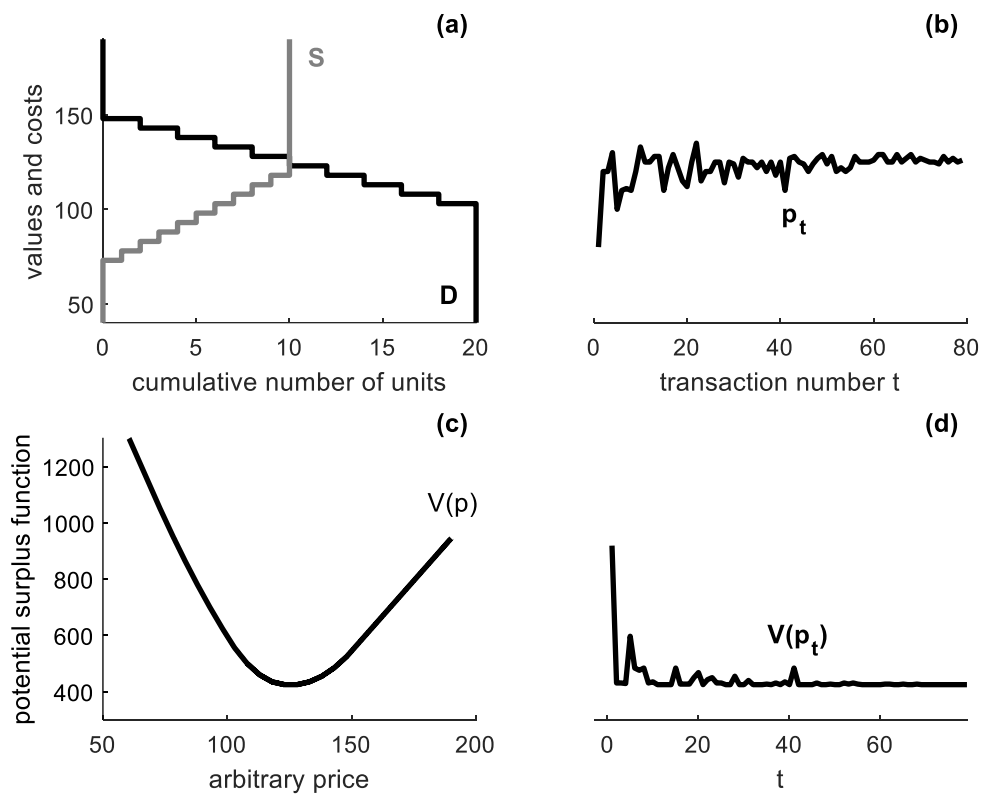 (a)
values and costs
150
100
50
S
D
0 5 10 15 20
cumulative number of units
(b)
pt
0 20 40 60 80
transaction number t
(c)
potential surplus function
1200
1000
800
600
400
V(p)
50 100 150 200
arbitrary price
(d)
V(pt)
0 20 40 60
t